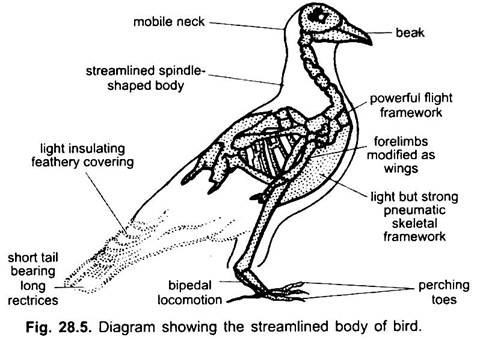 mobile neck
beak
streamlined spindle-
shaped body
powerful flight
framework
light insulating
feathery covering
forelimbs
modified as
wings
light but strong
pneumatic
skeletal
framework
short tail
bearing
long
rectrices
bipedal
locomotion
perching
toes
Fig. 28.5. Diagram showing the streamlined body of bird.